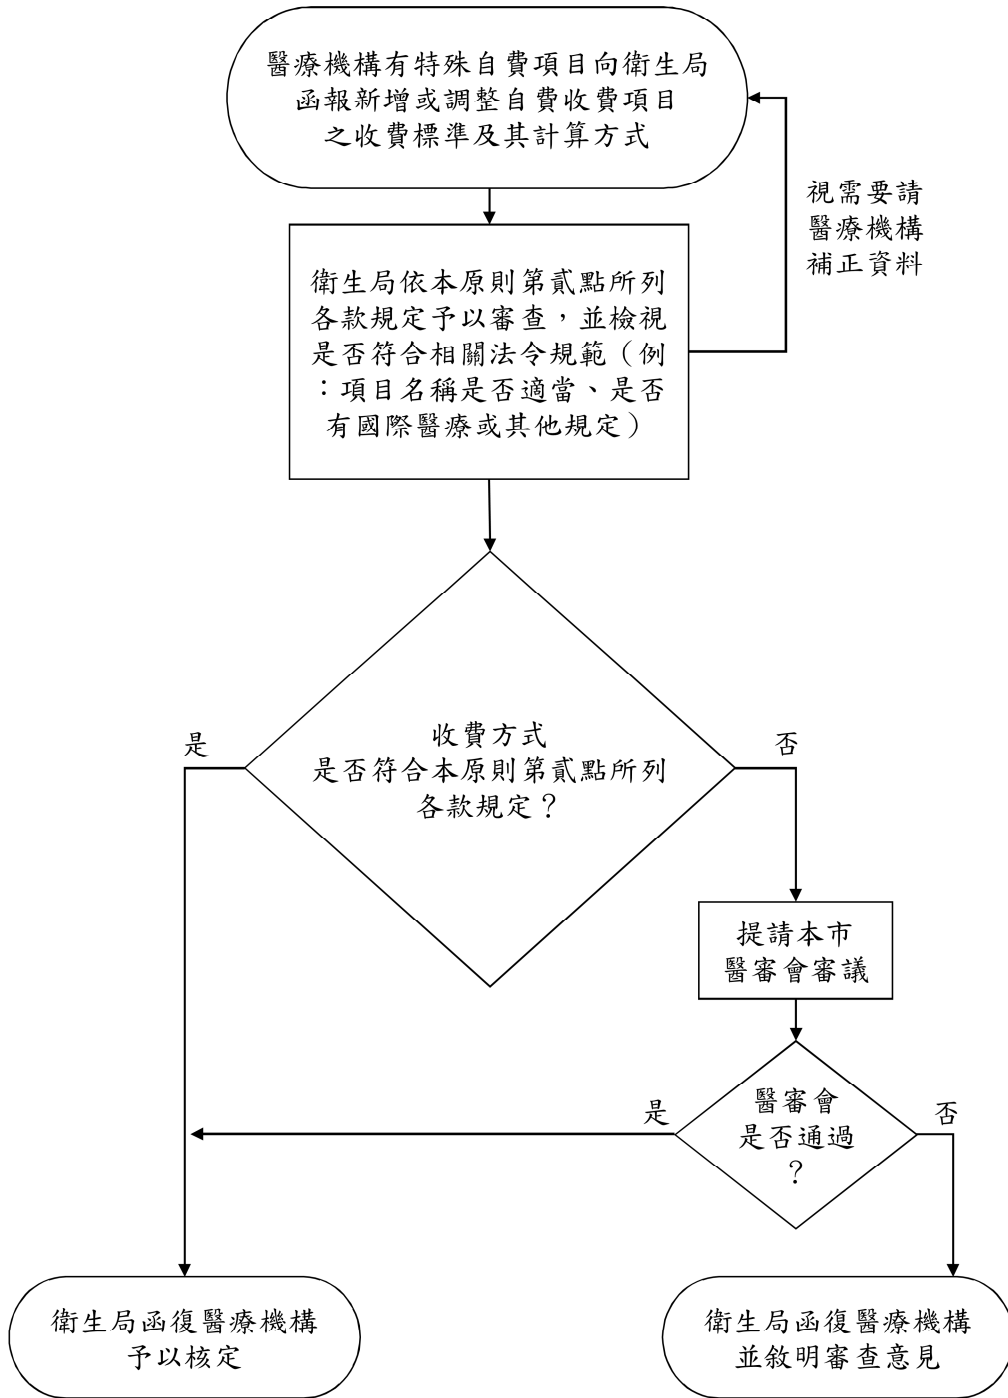 醫療機構有特殊自費項目向衛生局
函報新增或調整自費收費項目
之收費標準及其計算方式
視需要請
醫療機構
補正資料
衛生局依本原則第貳點所列
各款規定予以審查，並檢視
是否符合相關法令規範（例
：項目名稱是否適當、是否
有國際醫療或其他規定）
收費方式
是否符合本原則第貳點所列
各款規定？
是
否
提請本市
醫審會審議
醫審會
是否通過
？
是
否
衛生局函復醫療機構
予以核定
衛生局函復醫療機構
並敘明審查意見